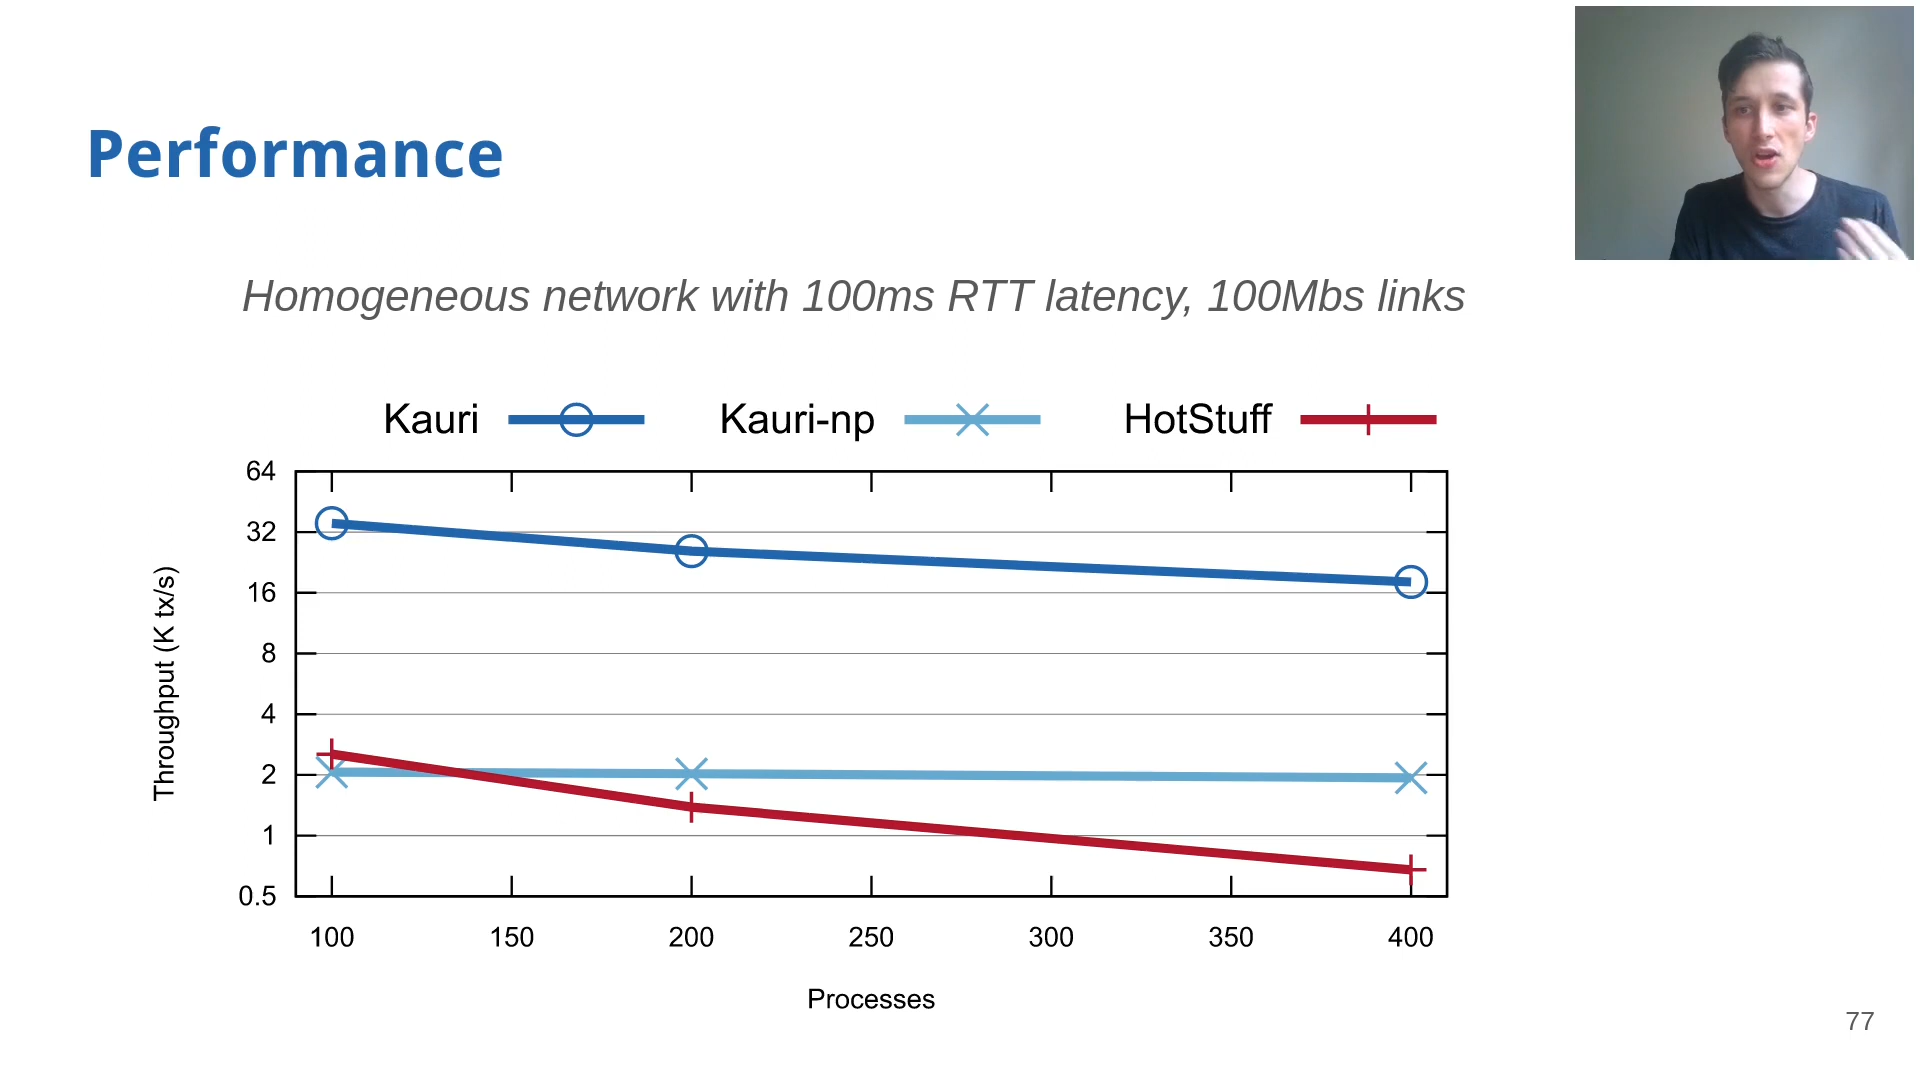 Performance
Homogeneous network with 100ms RTT latency, 100Mbs links
Kauri Kauri-np HotStuff
64
32
16
8
4
2
1
0.5
Throughput (K tx/s)
100 150 200 250 300 350 400
Processes
77